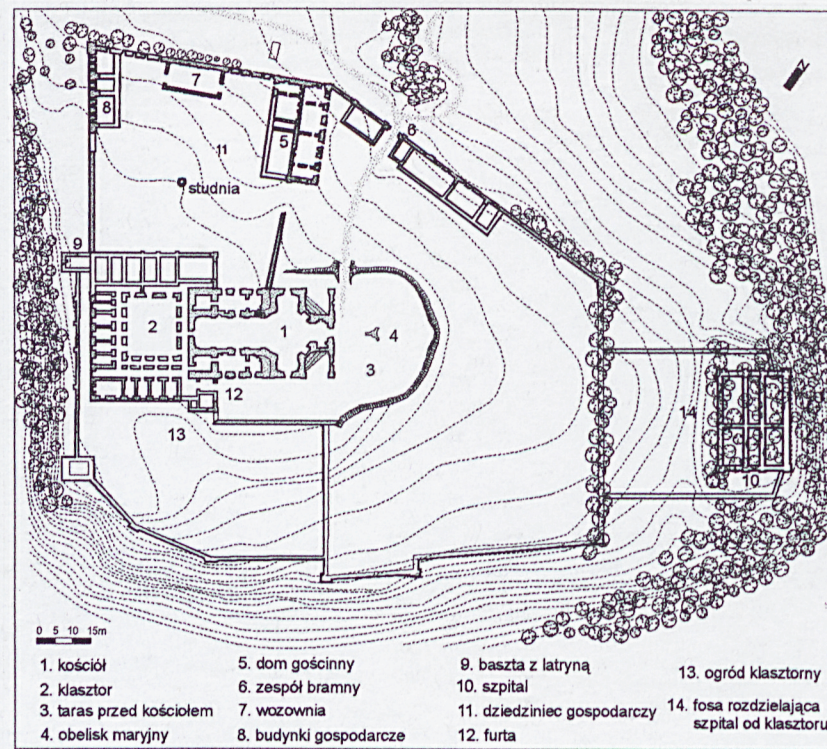 N
7
8
11
5
6
studnia
9
2
1
4
3
12
13
14
10
0 5 10 15m
1. kościół
2. klasztor
3. taras przed kościołem
4. obelisk maryjny
5. dom gościnny
6. zespół bramny
7. wozownia
8. budynki gospodarcze
9. baszta z latryną
10. szpital
11. dziedziniec gospodarczy
12. furta
13. ogród klasztorny
14. fosa rozdzielająca
szpital od klasztoru